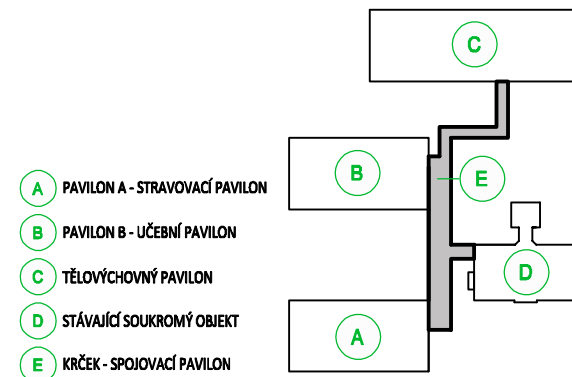 C
B
E
D
A
A PAVILON A - STRAVOVACÍ PAVILON
B PAVILON B - UČEBNÍ PAVILON
C TĚLOVÝCHOVNÝ PAVILON
D STÁVAJÍCÍ SOUKROMÝ OBJEKT
E KRČEK - SPOJOVACÍ PAVILON